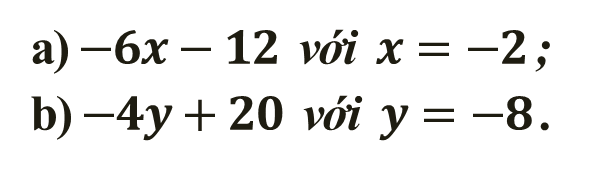 a) −6x − 12 với x = −2;
b) −4y + 20 với y = −8.